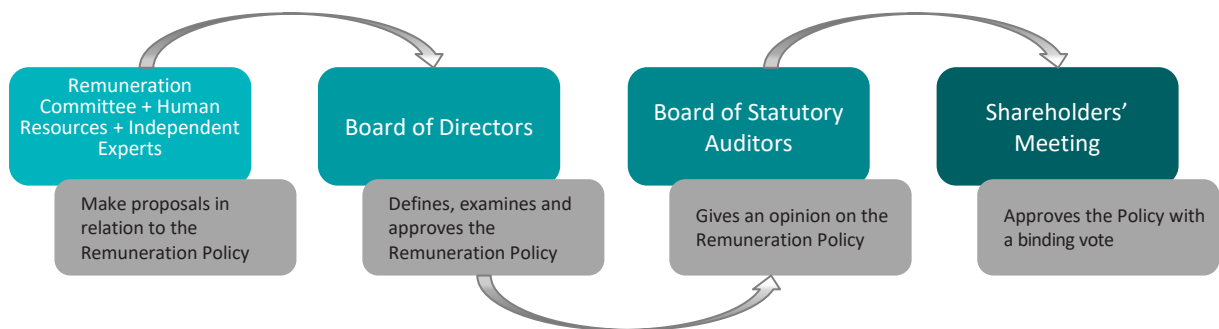 Remuneration
Committee + Human
Resources + Independent
Experts
Make proposals in
relation to the
Remuneration Policy
Board of Directors
Defines, examines and
approves the
Remuneration Policy
Board of Statutory
Auditors
Gives an opinion on the
Remuneration Policy
Shareholders’
Meeting
Approves the Policy with
a binding vote